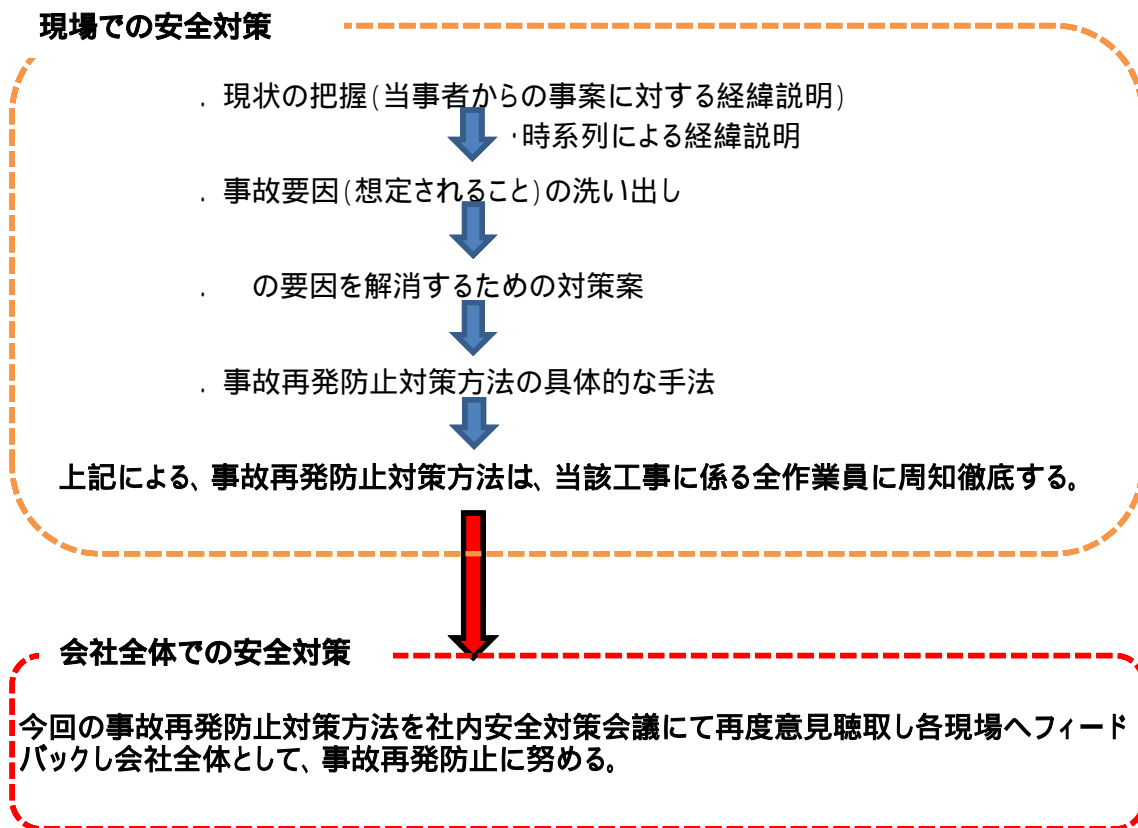 現場での安全対策
. 現状の把握(当事者からの事案に対する経緯説明)
・時系列による経緯説明
. 事故要因(想定されること)の洗い出し
. の要因を解消するための対策案
. 事故再発防止対策方法の具体的な手法
上記による、事故再発防止対策方法は、当該工事に係る全作業員に周知徹底する。
会社全体での安全対策
今回の事故再発防止対策方法を社内安全対策会議にて再度意見聴取し各現場へフィード
バックし会社全体として、事故再発防止に努める。